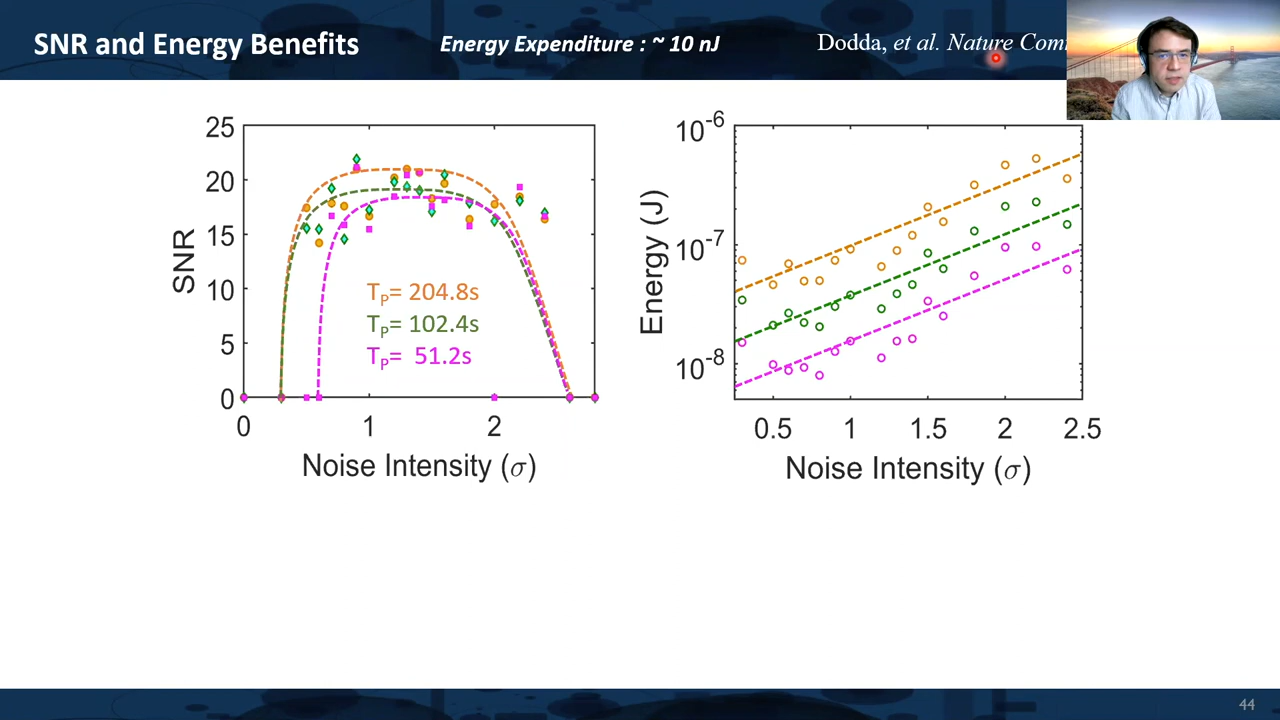 SNR and Energy Benefits
Energy Expenditure : ~ 10 nJ
Dodda, et al. Nature
25
20
15
10
5
0
SNR
T_P= 204.8s
T_P= 102.4s
T_P= 51.2s
0 1 2
Noise Intensity (σ)
10^-6
10^-7
10^-8
Energy (J)
0.5 1 1.5 2 2.5
Noise Intensity (σ)
44